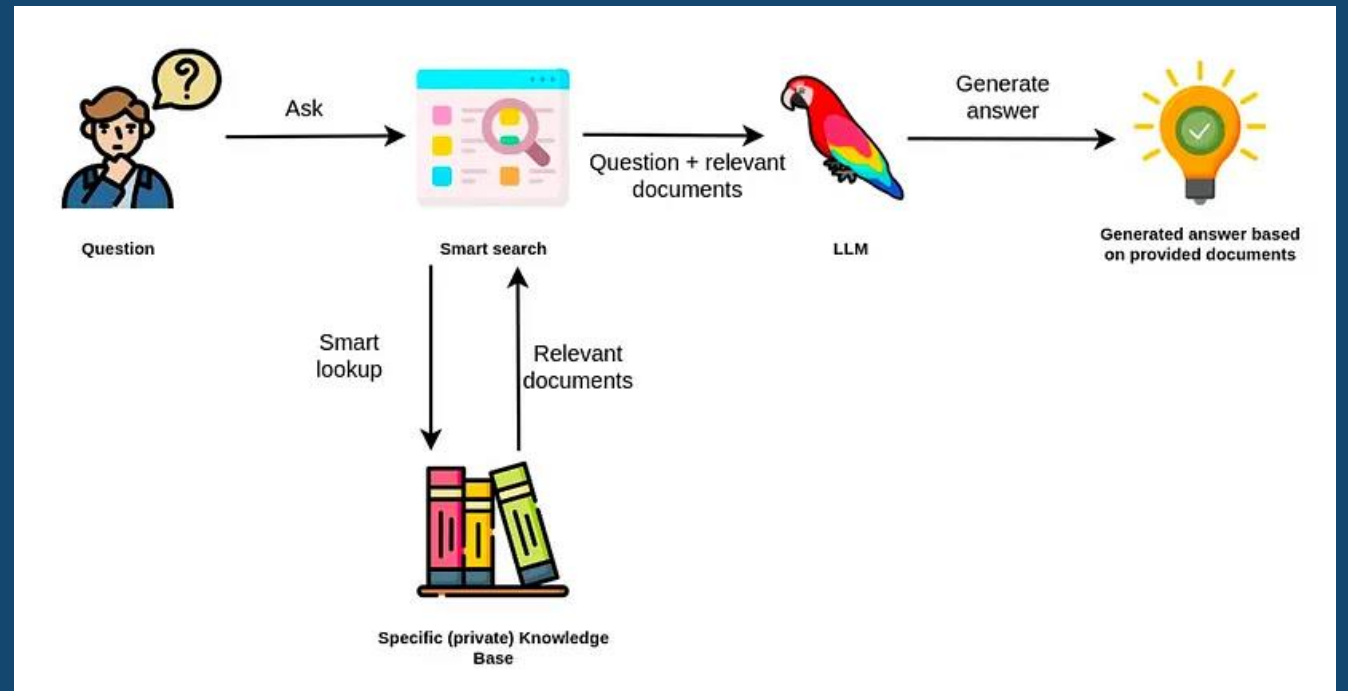 ?
Ask
Question + relevant
documents
Generate
answer
Question
Smart search
LLM
Generated answer based
on provided documents
Smart
lookup
Relevant
documents
Specific (private) Knowledge
Base